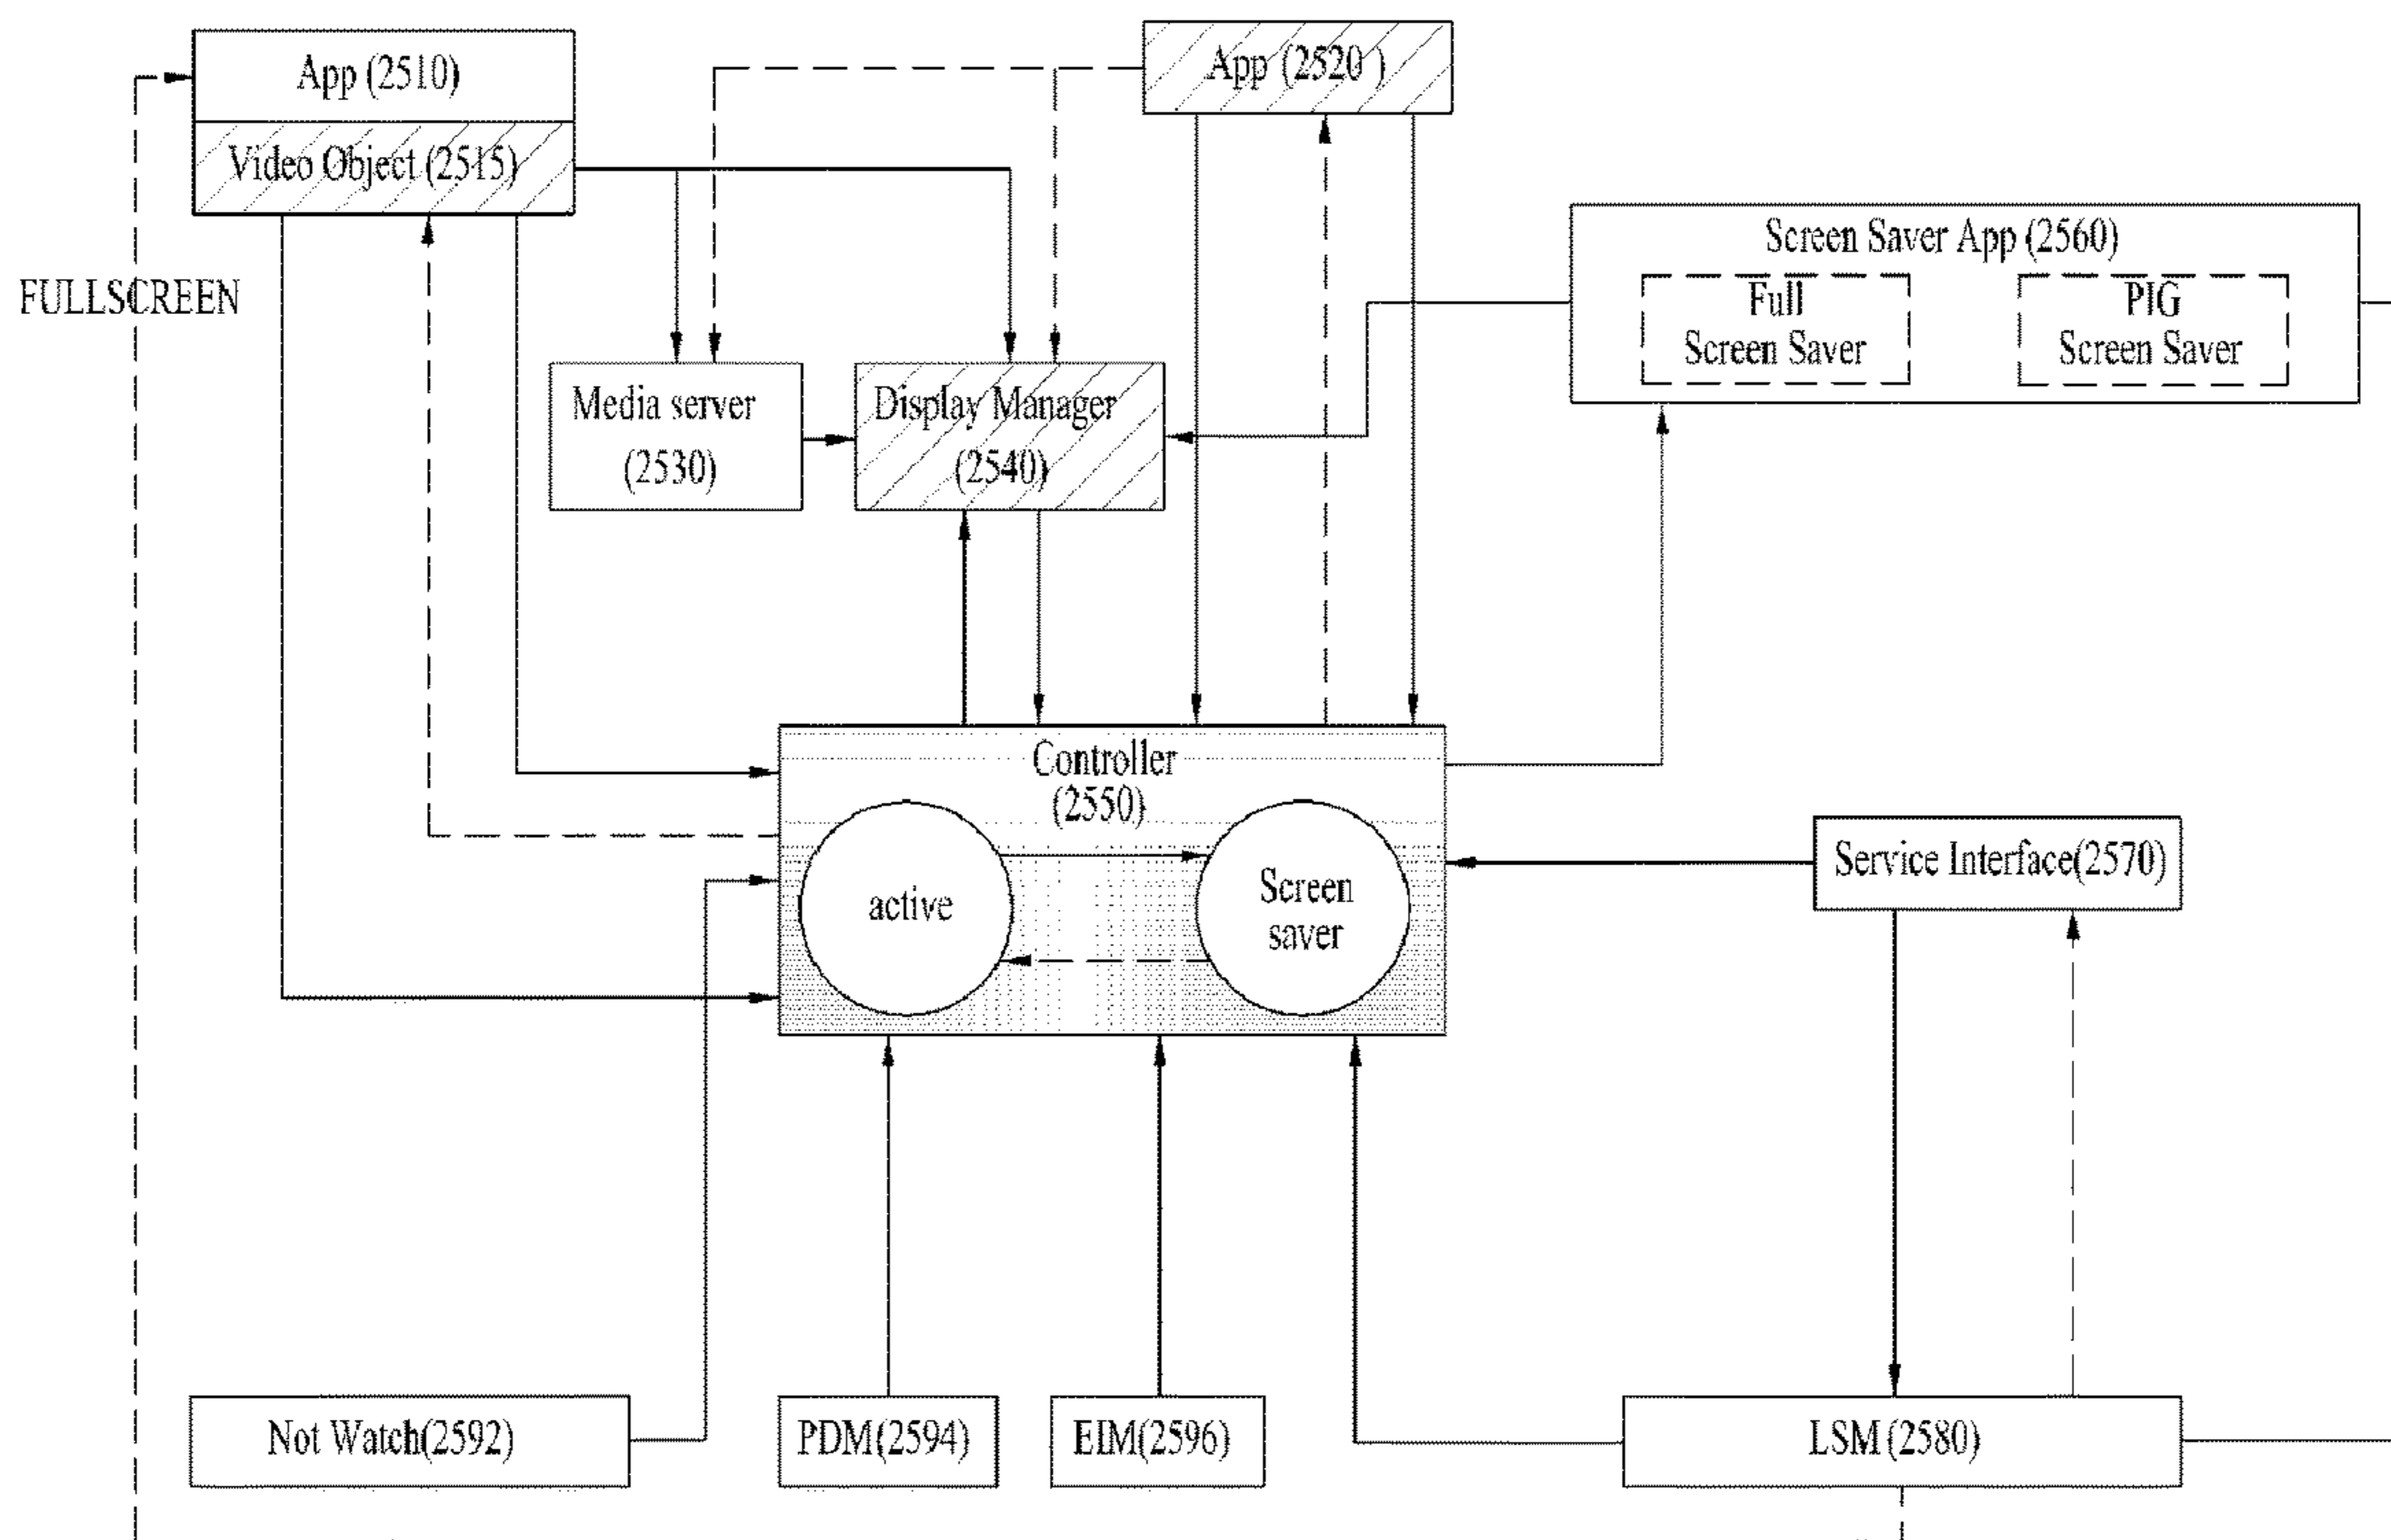 App (2510)
Video Object (2515)
App (2520 )
FULLSCREEN
Screen Saver App (2560)
Full
Screen Saver
PIG
Screen Saver
Media server
(2530)
Display Manager
(2540)
Controller
(2550)
active
Screen
saver
Service Interface(2570)
Not Watch(2592)
PDM(2594)
EIM(2596)
LSM (2580)